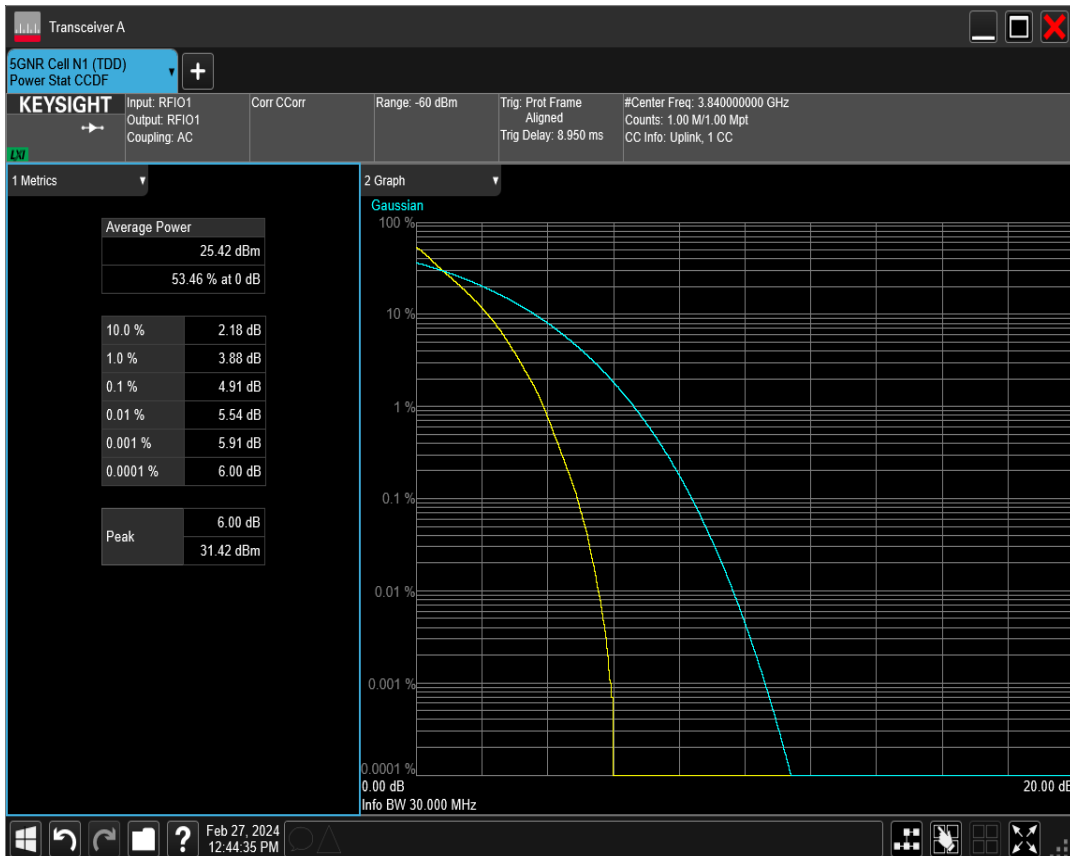 Transceiver A
5GNR Cell N1 (TDD)
Power Stat CCDF
KEYSIGHT
LXI
Input: RFIO1
Output: RFIO1
Coupling: AC
Corr CCorr
Range: -60 dBm
Trig: Prot Frame
Aligned
Trig Delay: 8.950 ms
#Center Freq: 3.840000000 GHz
Counts: 1.00 M/1.00 Mpt
CC Info: Uplink, 1 CC
1 Metrics
Average Power
25.42 dBm
53.46 % at 0 dB
10.0 % 2.18 dB
1.0 % 3.88 dB
0.1 % 4.91 dB
0.01 % 5.54 dB
0.001 % 5.91 dB
0.0001 % 6.00 dB
Peak
6.00 dB
31.42 dBm
2 Graph
Gaussian
100 %
10 %
1 %
0.1 %
0.01 %
0.001 %
0.0001 %
0.00 dB
20.00 dB
Info BW 30.000 MHz
?
Feb 27, 2024
12:44:35 PM